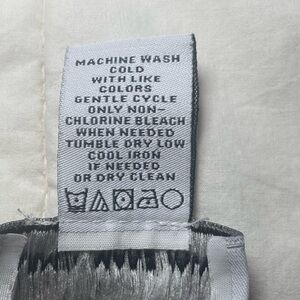 MACHINE WASH
COLD
WITH LIKE
COLORS
GENTLE CYCLE
ONLY NON-
CHLORINE BLEACH
WHEN NEEDED
TUMBLE DRY LOW
COOL IRON
IF NEEDED
OR DRY CLEAN